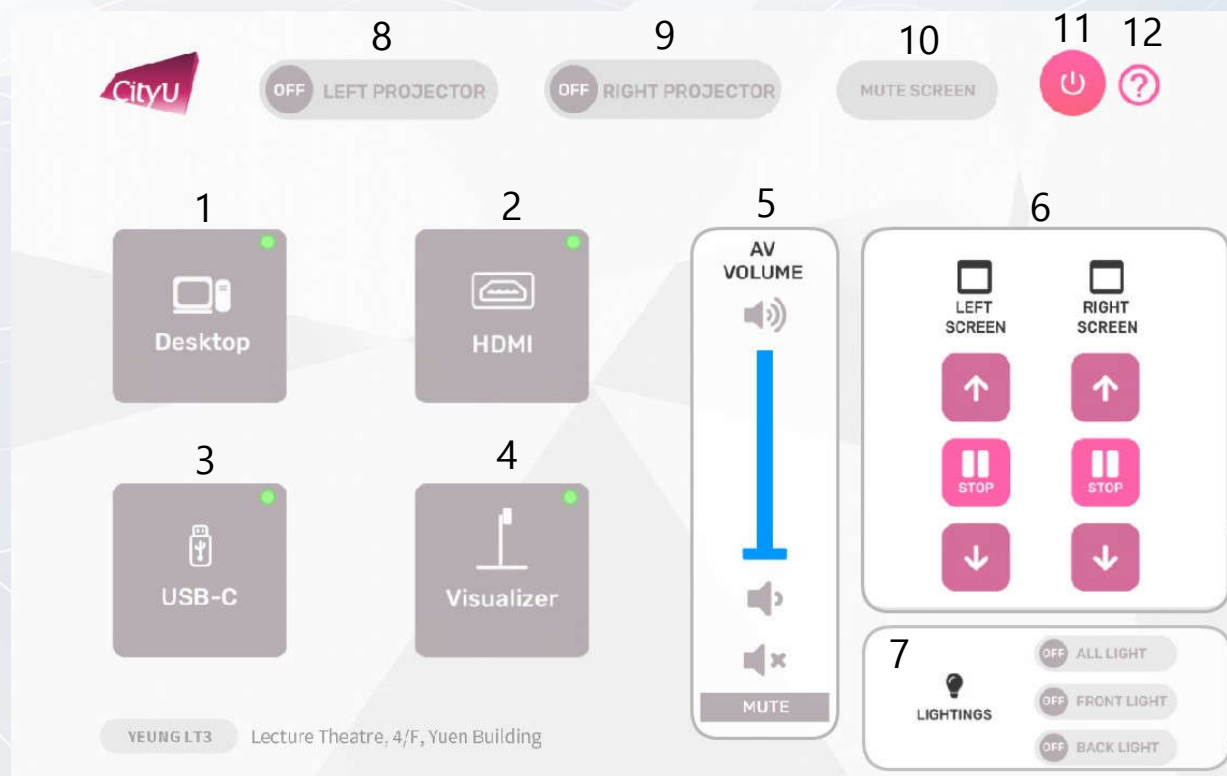 8
9
10
11
12
CityU
OFF LEFT PROJECTOR
OFF RIGHT PROJECTOR
MUTE SCREEN
?
1
2
5
6
Desktop
HDMI
AV
VOLUME
LEFT
SCREEN
RIGHT
SCREEN
STOP
STOP
3
4
USB-C
Visualizer
MUTE
7
LIGHTINGS
OFF ALL LIGHT
OFF FRONT LIGHT
OFF BACK LIGHT
YEUNG LT3
Lecture Theatre, 4/F, Yuen Building